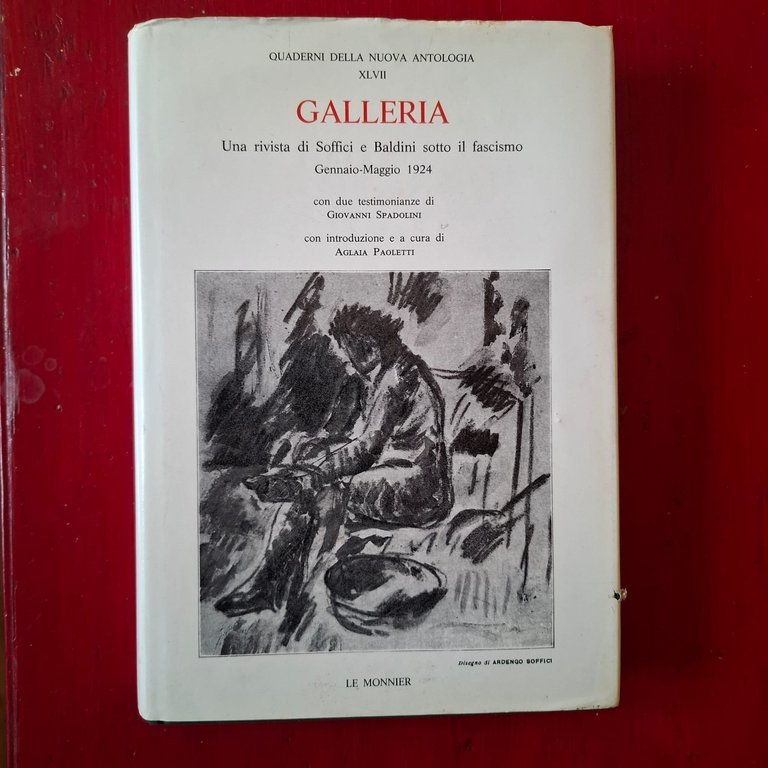 QUADERNI DELLA NUOVA ANTOLOGIA
XLVII
GALLERIA
Una rivista di Soffici e Baldini sotto il fascismo
Gennaio-Maggio 1924
con due testimonianze di
GIOVANNI SPADOLINI
con introduzione e a cura di
AGLAIA PAOLETTI
Disegno di ARDENGO SOFFICI
LE MONNIER